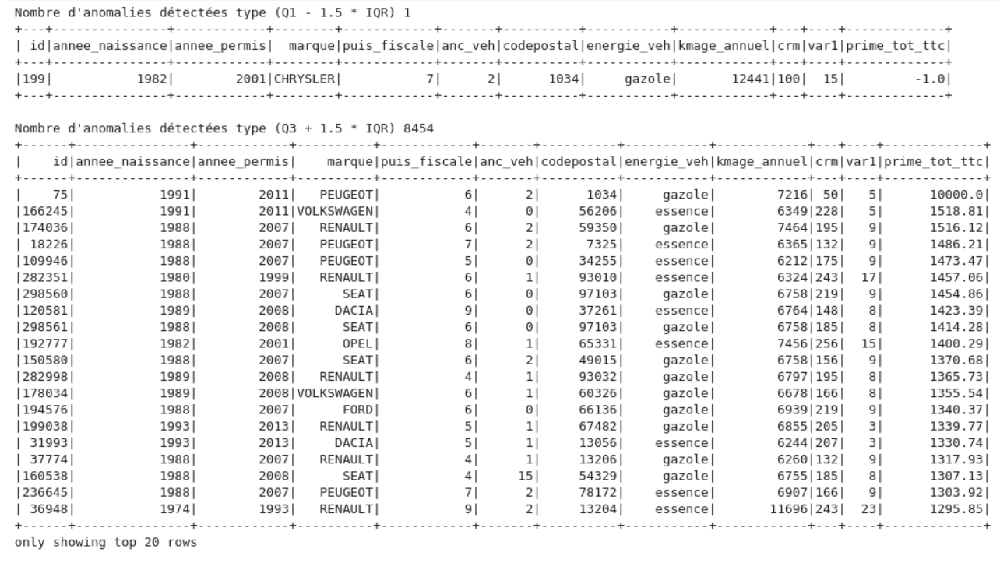 Nombre d'anomalies détectées type (Q1 - 1.5 * IQR) 1
+---+---------------+------------+--------+------------+-------+----------+-----------+------------+---+----+-------------+
| id|annee_naissance|annee_permis|  marque|puis_fiscale|anc_veh|codepostal|energie_veh|kmage_annuel|crm|var1|prime_tot_ttc|
+---+---------------+------------+--------+------------+-------+----------+-----------+------------+---+----+-------------+
|199|           1982|        2001|CHRYSLER|           7|      2|      1034|     gazole|       12441|100|  15|         -1.0|
+---+---------------+------------+--------+------------+-------+----------+-----------+------------+---+----+-------------+
Nombre d'anomalies détectées type (Q3 + 1.5 * IQR) 8454
+------+---------------+------------+----------+------------+-------+----------+-----------+------------+---+----+-------------+
|    id|annee_naissance|annee_permis|    marque|puis_fiscale|anc_veh|codepostal|energie_veh|kmage_annuel|crm|var1|prime_tot_ttc|
+------+---------------+------------+----------+------------+-------+----------+-----------+------------+---+----+-------------+
|    75|           1991|        2011|   PEUGEOT|           6|      2|      1034|     gazole|        7216| 50|   5|      10000.0|
|166245|           1991|        2011|VOLKSWAGEN|           4|      0|     56206|    essence|        6349|228|   5|      1518.81|
|174036|           1988|        2007|   RENAULT|           6|      2|     59350|     gazole|        7464|195|   9|      1516.12|
| 18226|           1988|        2007|   PEUGEOT|           7|      2|      7325|    essence|        6365|132|   9|      1486.21|
|109946|           1988|        2007|   PEUGEOT|           5|      0|     34255|    essence|        6212|175|   9|      1473.47|
|282351|           1980|        1999|   RENAULT|           6|      1|     93010|    essence|        6324|243|  17|      1457.06|
|298560|           1988|        2007|      SEAT|           6|      0|     97103|     gazole|        6758|219|   9|      1454.86|
|120581|           1989|        2008|     DACIA|           9|      0|     37261|    essence|        6764|148|   8|      1423.39|
|298561|           1988|        2008|      SEAT|           6|      0|     97103|     gazole|        6758|185|   8|      1414.28|
|192777|           1982|        2001|      OPEL|           8|      1|     65331|    essence|        7456|256|  15|      1400.29|
|150580|           1988|        2007|      SEAT|           6|      2|     49015|     gazole|        6758|156|   9|      1370.68|
|282998|           1989|        2008|   RENAULT|           4|      1|     93032|     gazole|        6797|195|   8|      1365.73|
|178034|           1989|        2008|VOLKSWAGEN|           6|      1|     60326|     gazole|        6678|166|   8|      1355.54|
|194576|           1988|        2007|      FORD|           6|      0|     66136|     gazole|        6939|219|   9|      1340.37|
|199038|           1993|        2013|   RENAULT|           5|      1|     67482|     gazole|        6855|205|   3|      1339.77|
| 31993|           1993|        2013|     DACIA|           5|      1|     13056|    essence|        6244|207|   3|      1330.74|
| 37774|           1988|        2007|   RENAULT|           4|      1|     13206|     gazole|        6260|132|   9|      1317.93|
|160538|           1988|        2008|      SEAT|           4|     15|     54329|     gazole|        6755|185|   8|      1307.13|
|236645|           1988|        2007|   PEUGEOT|           7|      2|     78172|    essence|        6907|166|   9|      1303.92|
| 36948|           1974|        1993|   RENAULT|           9|      2|     13204|    essence|       11696|243|  23|      1295.85|
+------+---------------+------------+----------+------------+-------+----------+-----------+------------+---+----+-------------+
only showing top 20 rows